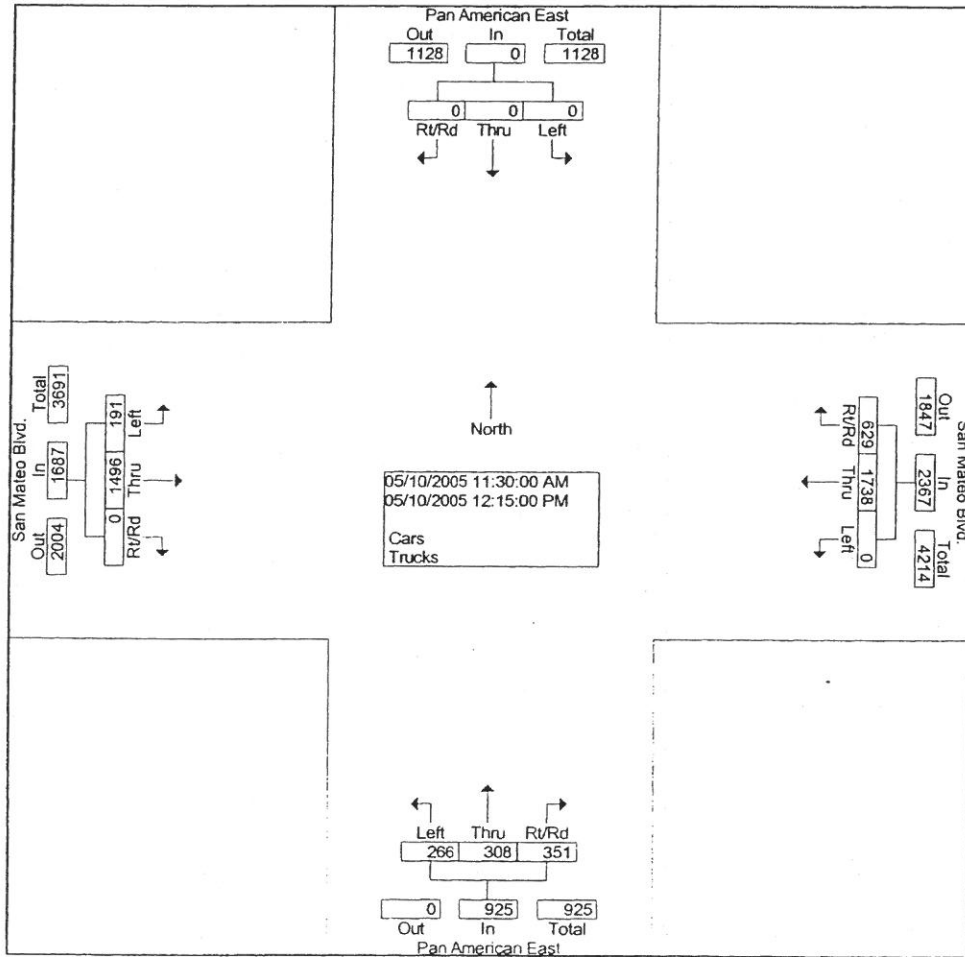 Pan American East
Out In Total
1128 0 1128
0 0 0
Rt/Rd Thru Left
San Mateo Blvd.
Total In Out
3691 1687 2004
191 1496 0
Left Thru Rt/Rd
North
05/10/2005 11:30:00 AM
05/10/2005 12:15:00 PM
Cars
Trucks
Rt/Rd Thru Left
629 1738 0
Out In Total
1847 2367 4214
San Mateo Blvd.
Left Thru Rt/Rd
266 308 351
0 925 925
Out In Total
Pan American East